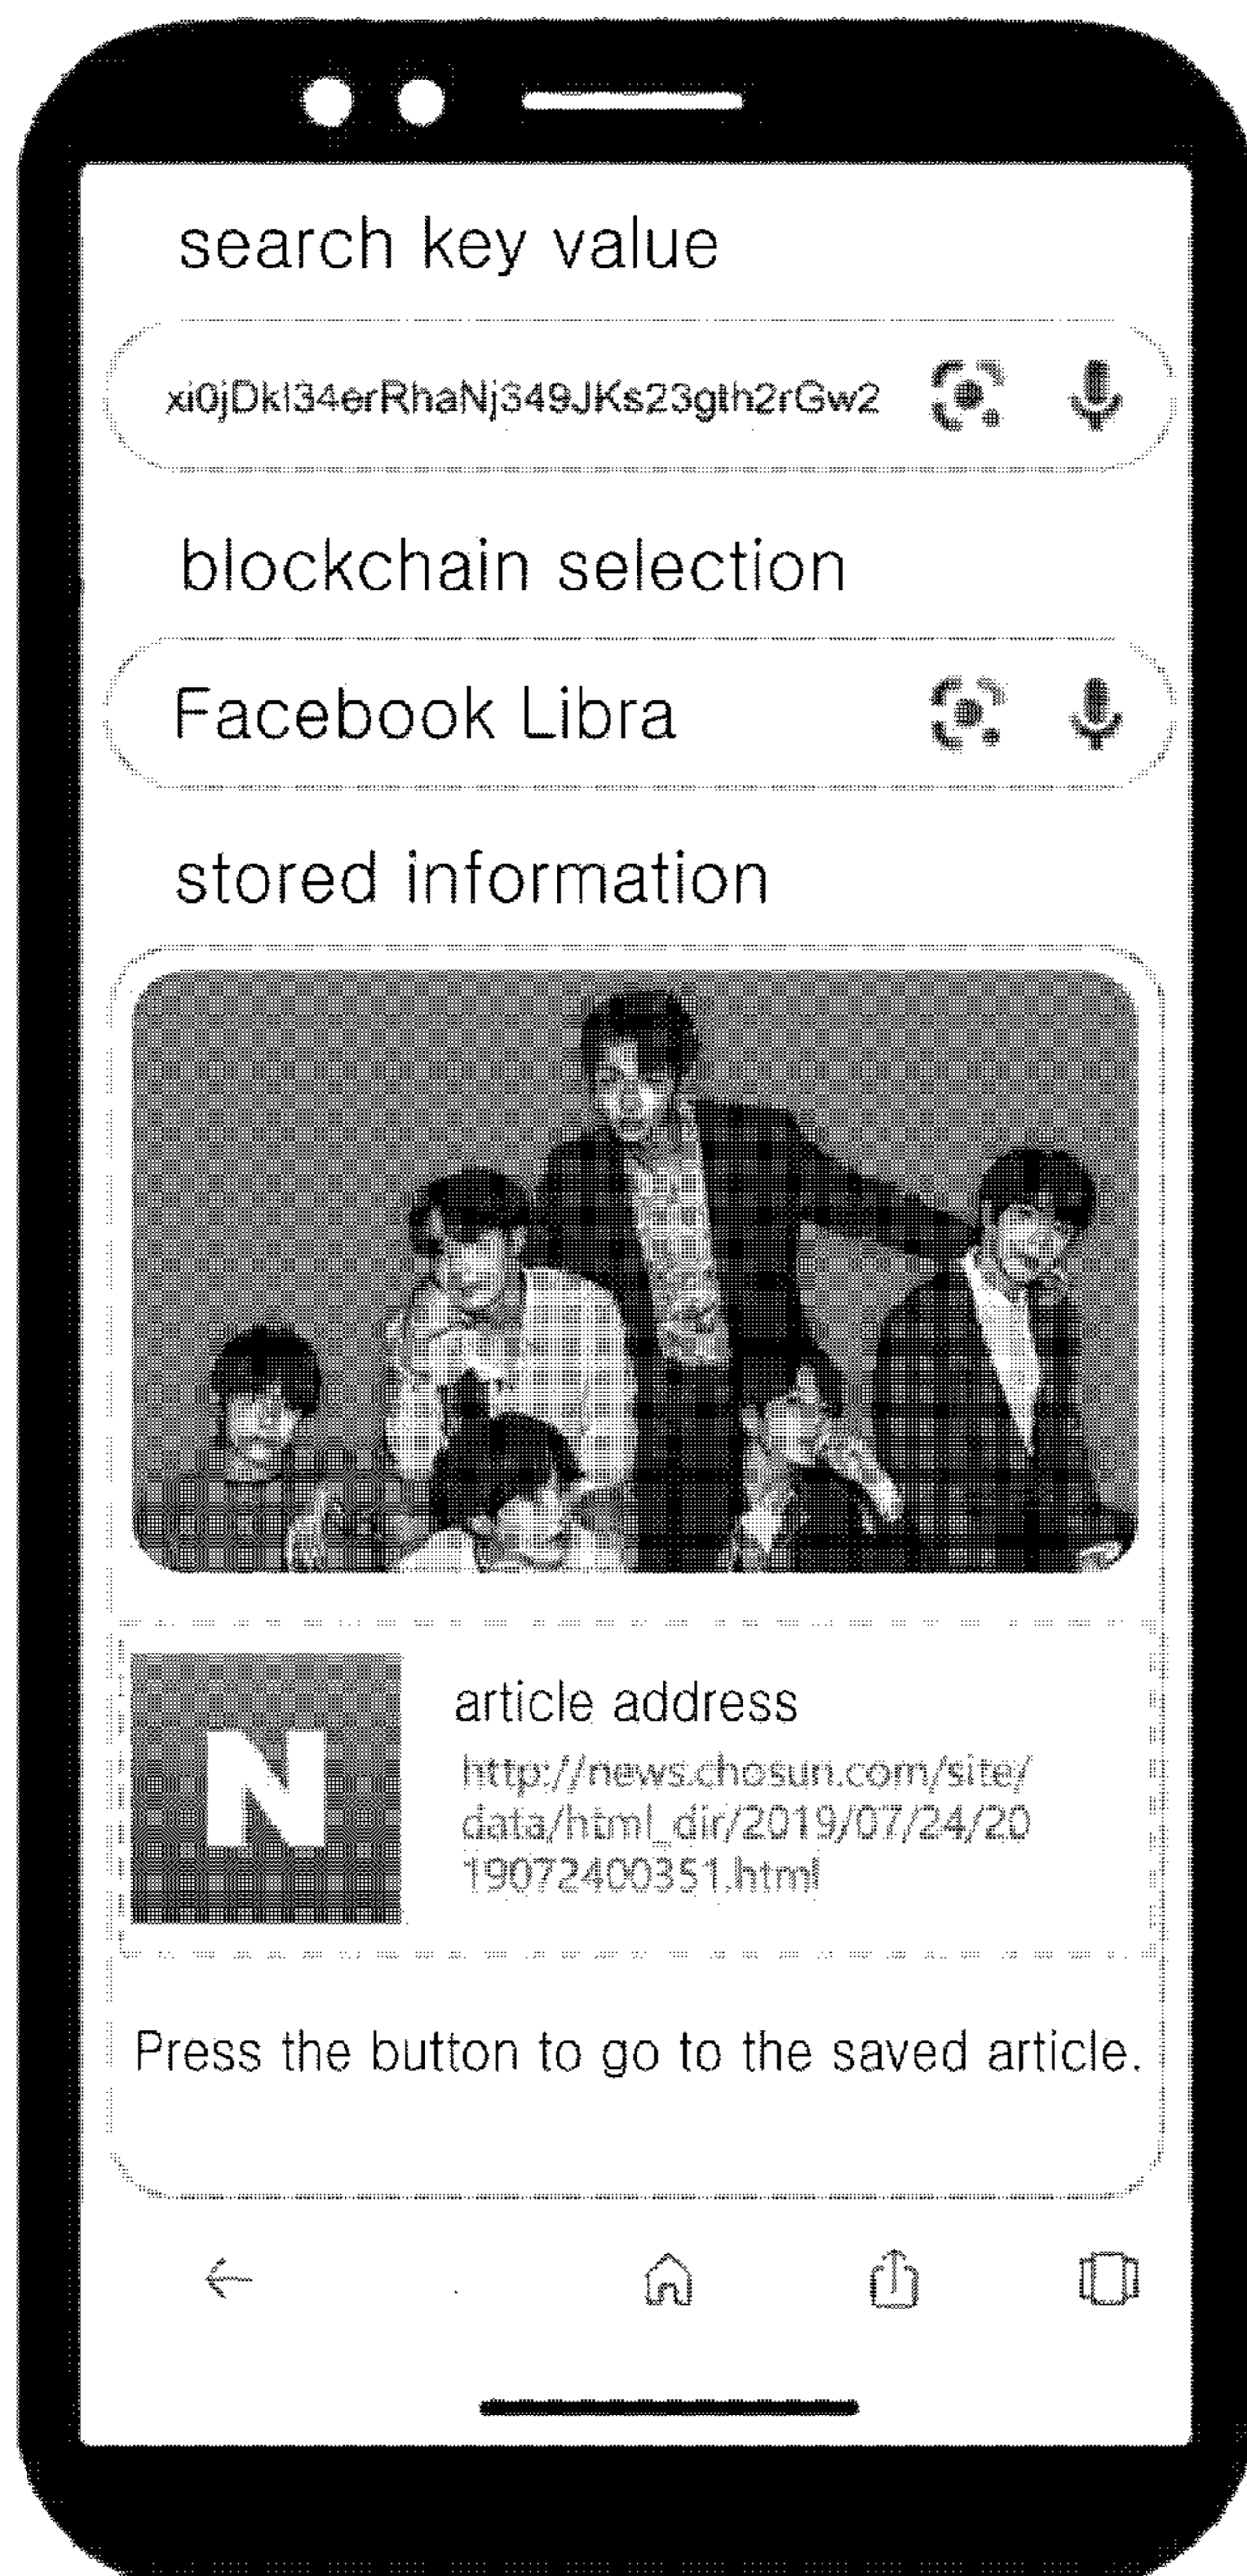 search key value
xi0jDkl34erRhaNj349JKs23gth2rGw2
blockchain selection
Facebook Libra
stored information
N
article address
http://news.chosun.com/site/
data/html_dir/2019/07/24/20
19072400351.html
Press the button to go to the saved article.